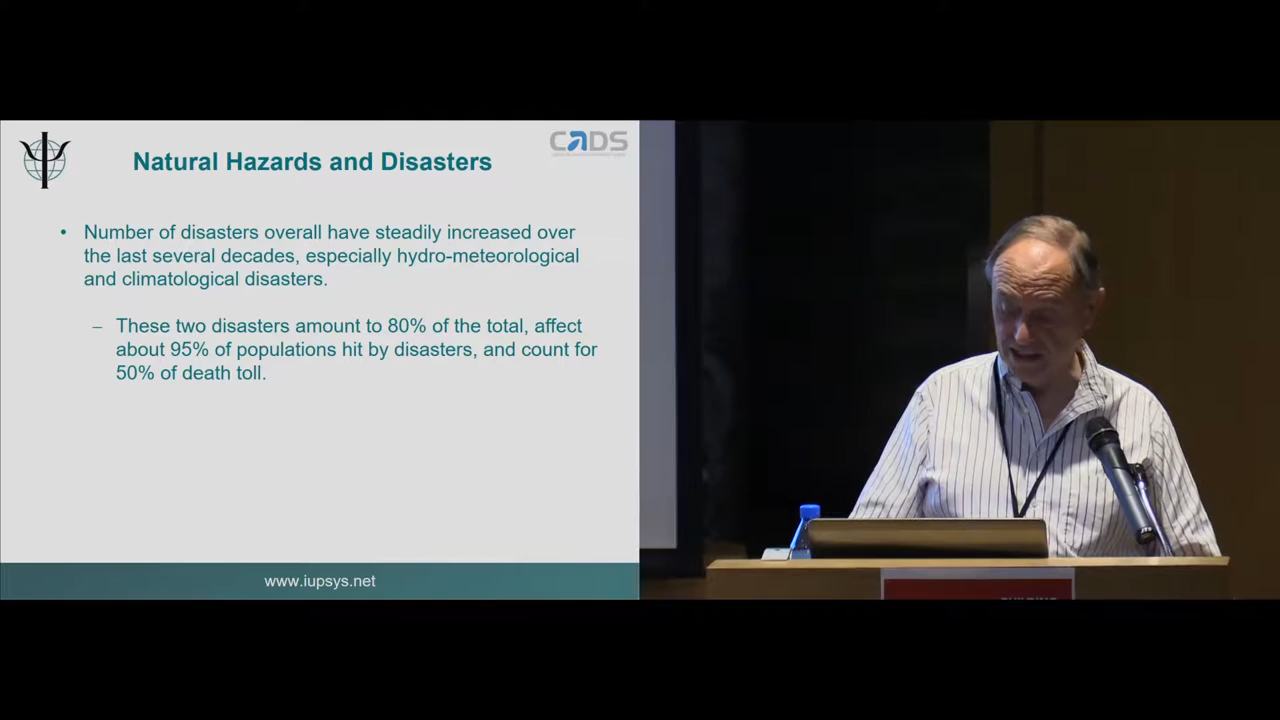 CADS
Natural Hazards and Disasters
• Number of disasters overall have steadily increased over
the last several decades, especially hydro-meteorological
and climatological disasters.
– These two disasters amount to 80% of the total, affect
about 95% of populations hit by disasters, and count for
50% of death toll.
www.iupsys.net